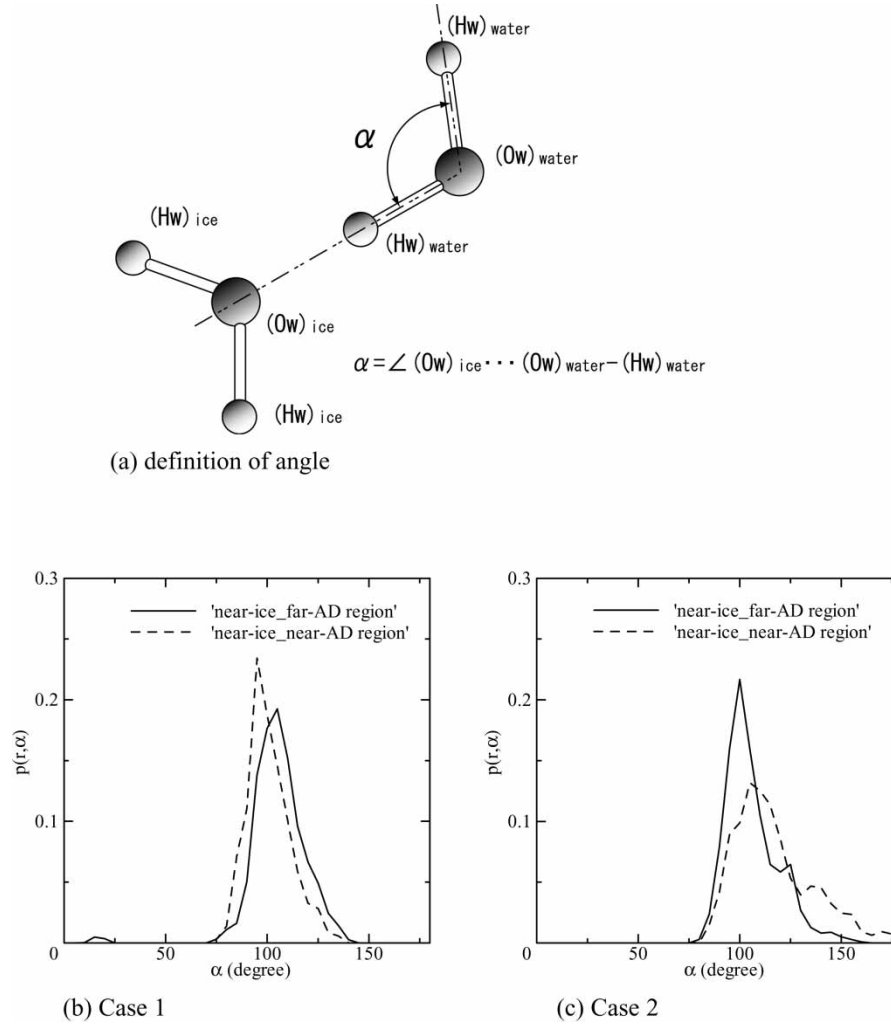 (Hw) water
α
(Ow) water
(Hw) ice
(Hw) water
(Ow) ice
α=∠ (Ow) ice ··· (Ow) water−(Hw) water
(Hw) ice
(a) definition of angle
0.3
'near-ice_far-AD region'
'near-ice_near-AD region'
0.2
p(r,α)
0.1
0
50
100
150
α (degree)
(b) Case 1
0.3
'near-ice_far-AD region'
'near-ice_near-AD region'
0.2
p(r,α)
0.1
0
50
100
150
α (degree)
(c) Case 2